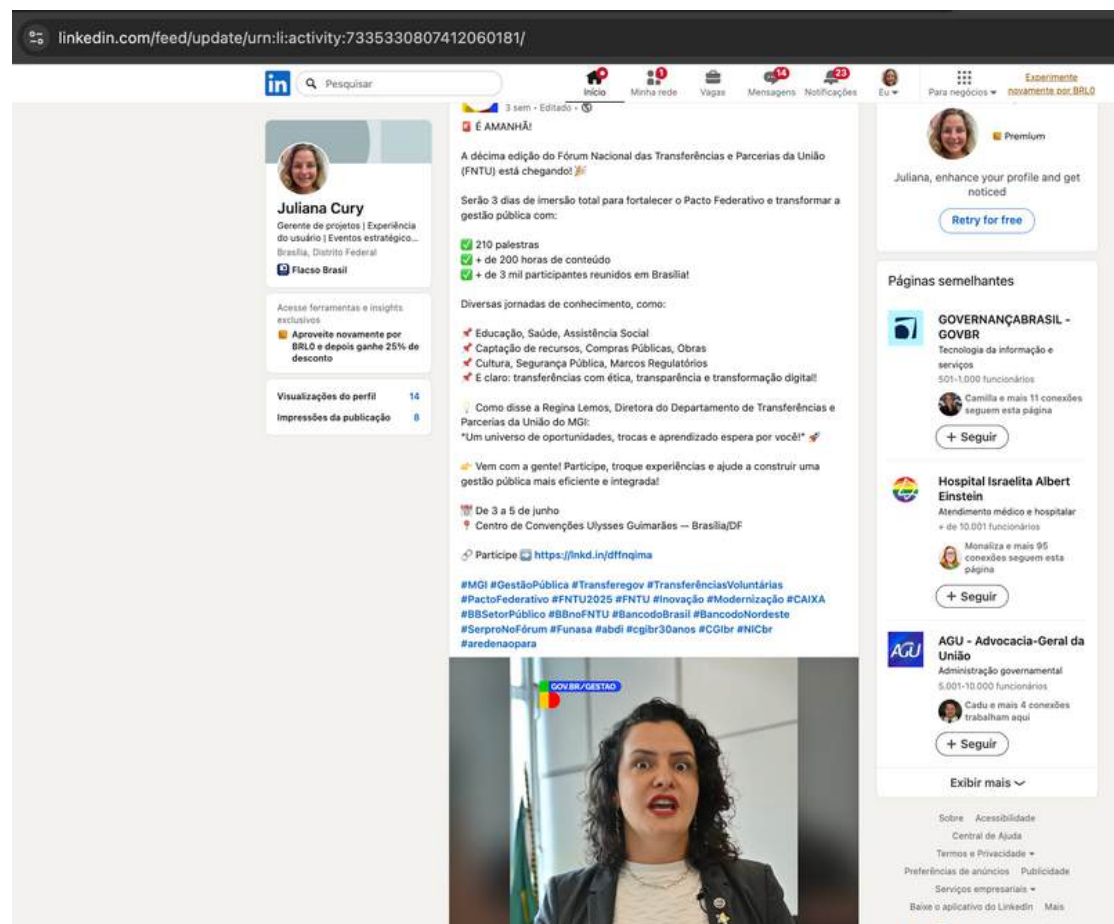 linkedin.com/feed/update/urn:li:activity:7335330807412060181/
in
Pesquisar
Início
1
Minha rede
Vagas
14
Mensagens
23
Notificações
Eu
Para negócios
Experimente
novamente por BRL0
Juliana Cury
Gerente de projetos | Experiência
do usuário | Eventos estratégico...
Brasília, Distrito Federal
Flacso Brasil
Acesse ferramentas e insights
exclusivos
Aproveite novamente por
BRL0 e depois ganhe 25% de
desconto
Visualizações do perfil 14
Impressões da publicação 8
3 sem • Editado •
🚨 É AMANHÃ!
A décima edição do Fórum Nacional das Transferências e Parcerias da União
(FNTU) está chegando! 🎉
Serão 3 dias de imersão total para fortalecer o Pacto Federativo e transformar a
gestão pública com:
✅ 210 palestras
✅ + de 200 horas de conteúdo
✅ + de 3 mil participantes reunidos em Brasília!
Diversas jornadas de conhecimento, como:
📌 Educação, Saúde, Assistência Social
📌 Captação de recursos, Compras Públicas, Obras
📌 Cultura, Segurança Pública, Marcos Regulatórios
📌 E claro: transferências com ética, transparência e transformação digital!
💡 Como disse a Regina Lemos, Diretora do Departamento de Transferências e
Parcerias da União do MGI:
"Um universo de oportunidades, trocas e aprendizado espera por você!" 🚀
👉 Vem com a gente! Participe, troque experiências e ajude a construir uma
gestão pública mais eficiente e integrada!
📅 De 3 a 5 de junho
📍 Centro de Convenções Ulysses Guimarães — Brasília/DF
🔗 Participe ➡️ https://lnkd.in/dffnqima
#MGI #GestãoPública #Transferegov #TransferênciasVoluntárias
#PactoFederativo #FNTU2025 #FNTU #Inovação #Modernização #CAIXA
#BBSetorPúblico #BBnoFNTU #BancodoBrasil #BancodoNordeste
#SerproNoFórum #Funasa #abdi #cgibr30anos #CGIbr #NICbr
#aredenaopara
GOV.BR/GESTAO
Premium
Juliana, enhance your profile and get
noticed
Retry for free
Páginas semelhantes
GOVERNANÇABRASIL -
GOVBR
Tecnologia da informação e
serviços
501-1.000 funcionários
Camilla e mais 11 conexões
seguem esta página
+ Seguir
Hospital Israelita Albert
Einstein
Atendimento médico e hospitalar
+ de 10.001 funcionários
Monaliza e mais 95
conexões seguem esta
página
+ Seguir
AGU
AGU - Advocacia-Geral da
União
Administração governamental
5.001-10.000 funcionários
Cadu e mais 4 conexões
trabalham aqui
+ Seguir
Exibir mais
Sobre Acessibilidade
Central de Ajuda
Termos e Privacidade
Preferências de anúncios Publicidade
Serviços empresariais
Baixe o aplicativo do LinkedIn Mais